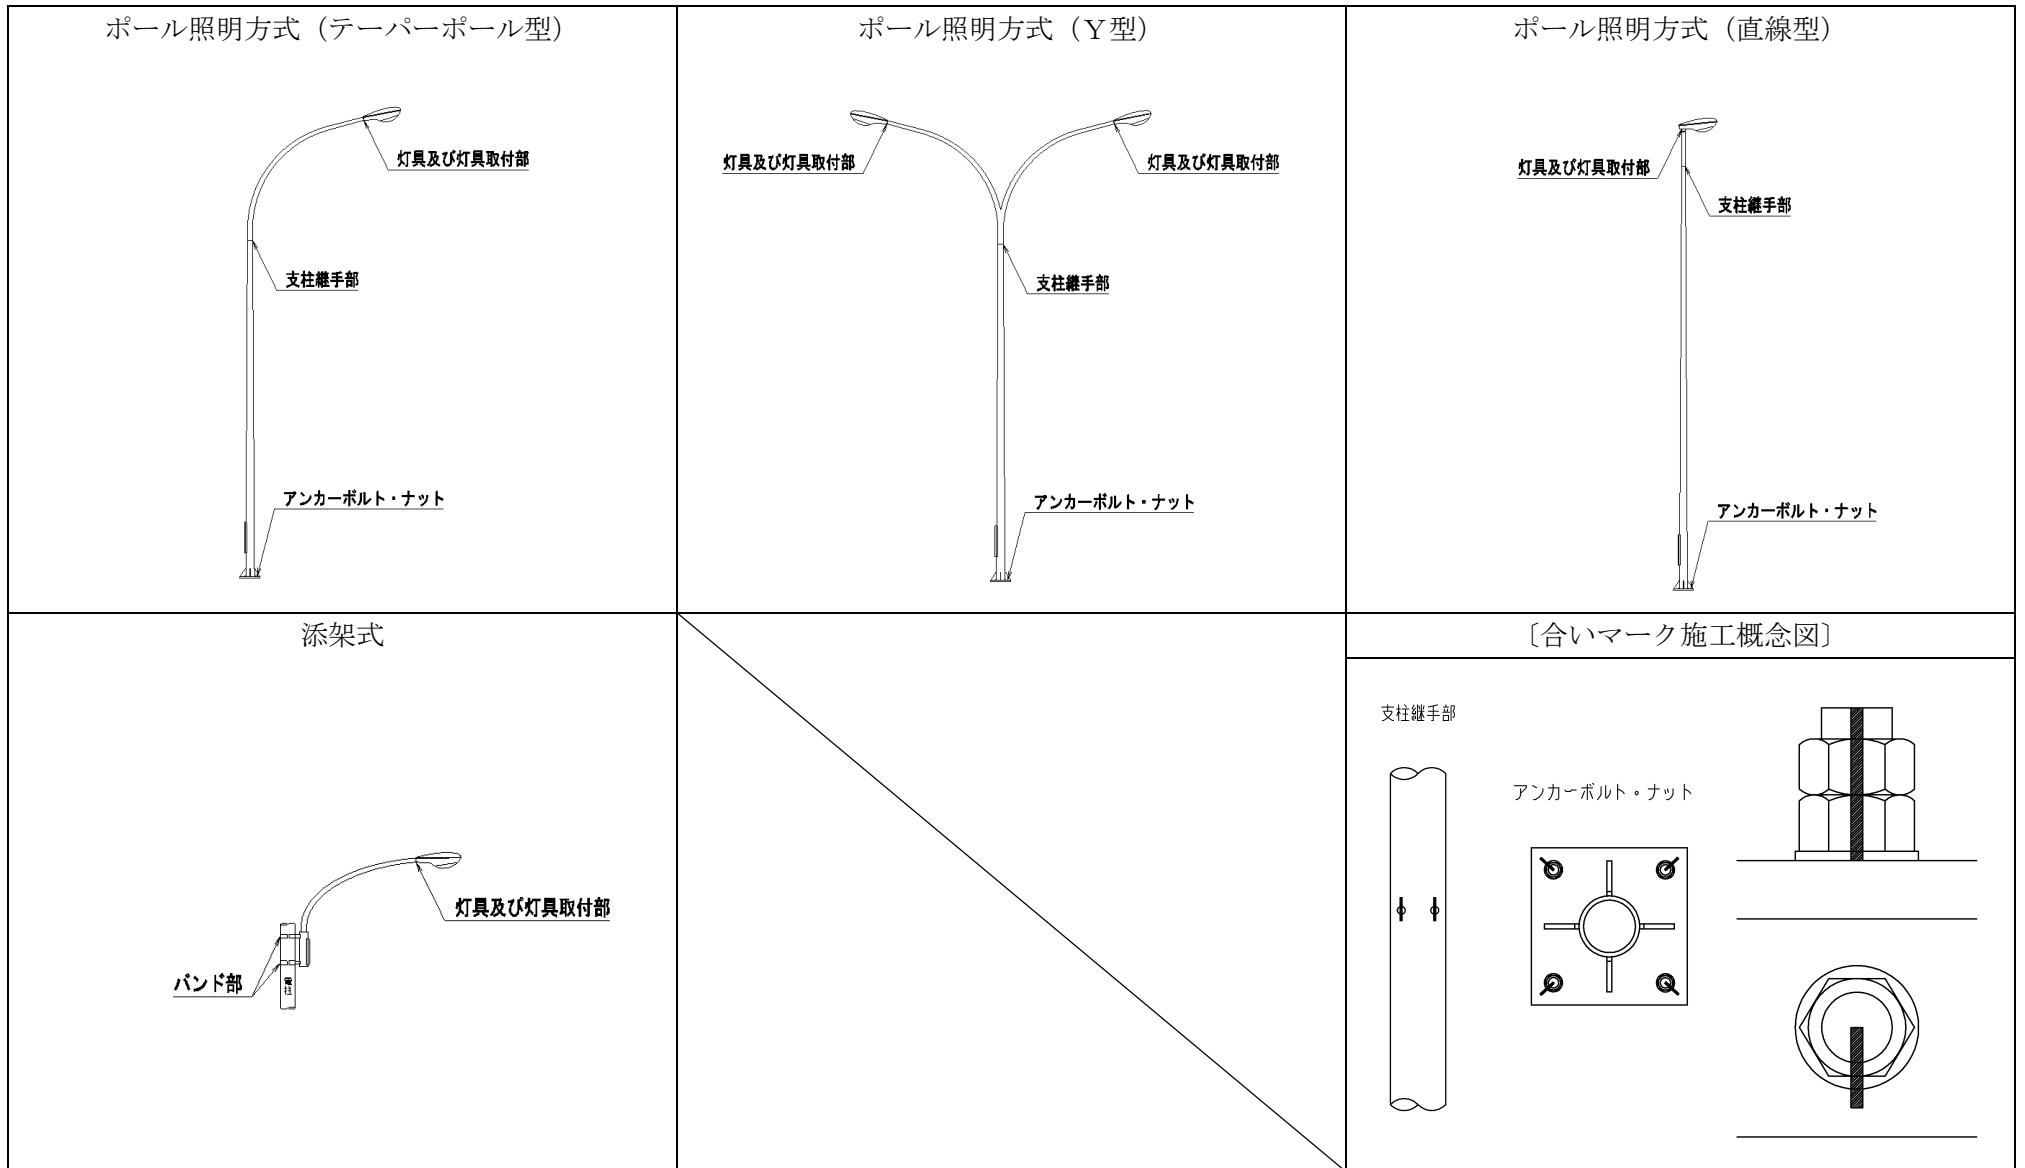 ポール照明方式（テーパーポール型）
灯具及び灯具取付部
支柱継手部
アンカーボルト・ナット
ポール照明方式（Ｙ型）
灯具及び灯具取付部
灯具及び灯具取付部
支柱継手部
アンカーボルト・ナット
ポール照明方式（直線型）
灯具及び灯具取付部
支柱継手部
アンカーボルト・ナット
添架式
灯具及び灯具取付部
バンド部
電柱
〔合いマーク施工概念図〕
支柱継手部
アンカーボルト・ナット